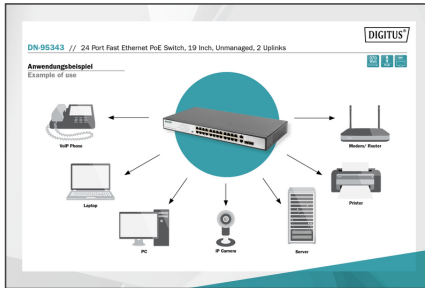 DIGITUS®
DN-95343 // 24 Port Fast Ethernet PoE Switch, 19 Inch, Unmanaged, 2 Uplinks
Anwendungsbeispiel
Example of use
VoIP Phone
Modem/ Router
Laptop
Printer
PC
IP Camera
Server